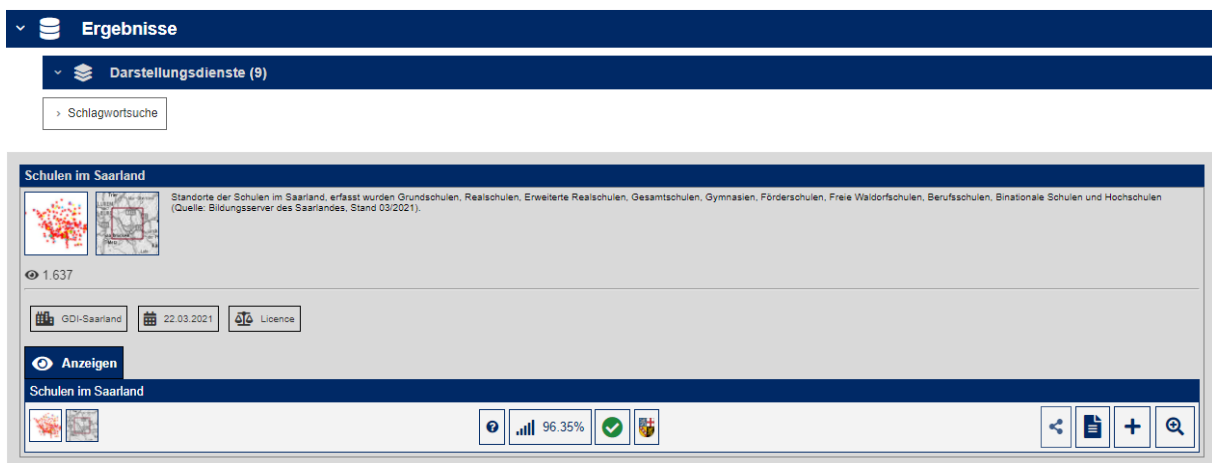 Ergebnisse
Darstellungsdienste (9)
Schlagwortsuche
Schulen im Saarland
Standorte der Schulen im Saarland, erfasst wurden Grundschulen, Realschulen, Erweiterte Realschulen, Gesamtschulen, Gymnasien, Förderschulen, Freie Waldorfschulen, Berufsschulen, Binationale Schulen und Hochschulen
(Quelle: Bildungsserver des Saarlandes, Stand 03/2021).
1.637
GDI-Saarland 22.03.2021 Licence
Anzeigen
Schulen im Saarland
96.35%